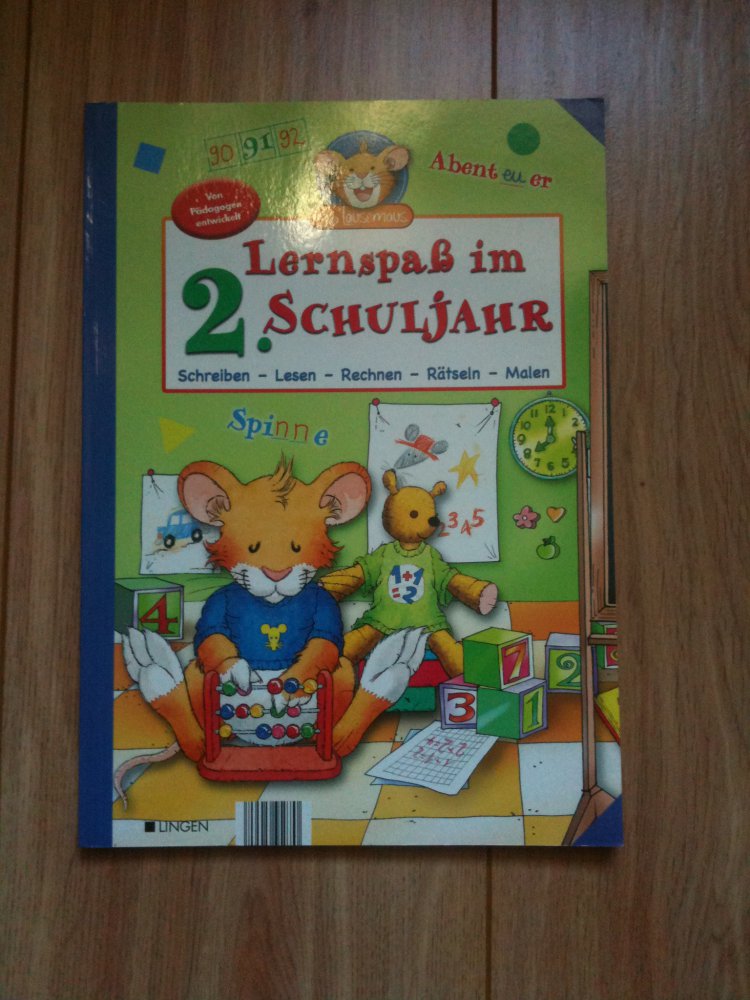 90 91 92
Abenteuer
Von
Pädagogen
entwickelt
Lernspaß im
2. SCHULJAHR
Schreiben – Lesen – Rechnen – Rätseln – Malen
Spinne
2345
1+1
=2
4
7
2
3
1
LINGEN